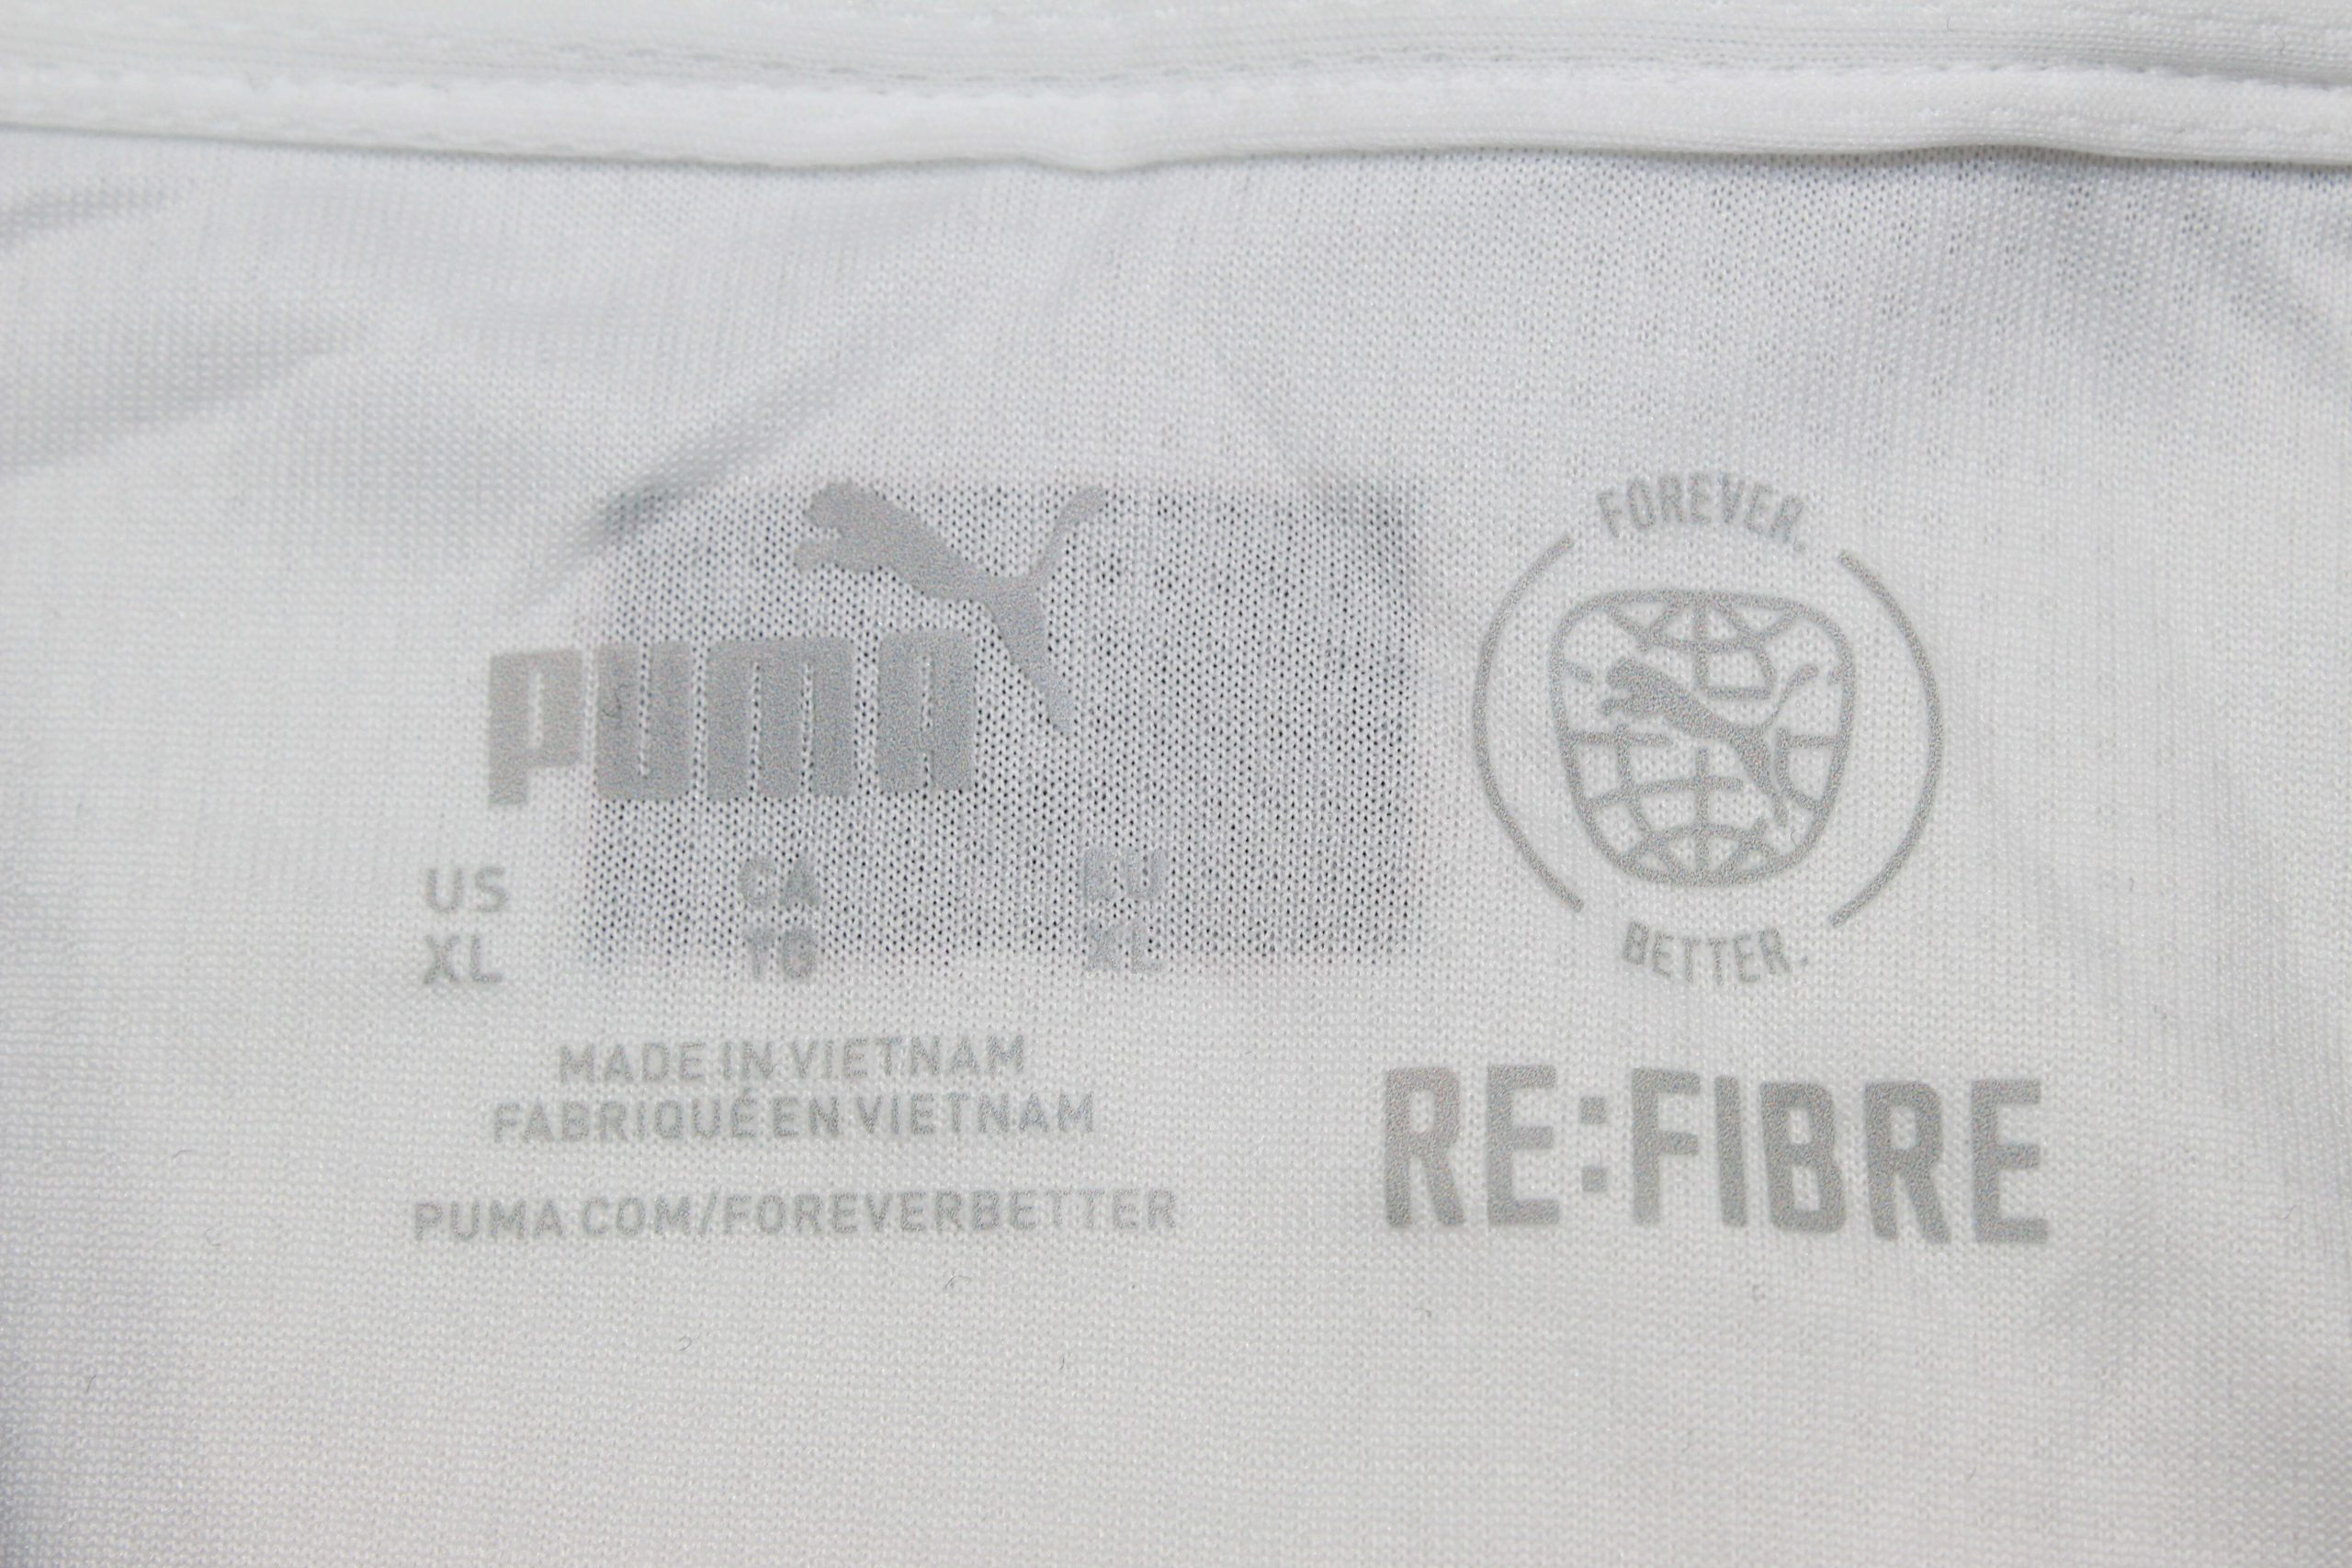 PUMA
US CA EU
XL TG XL
MADE IN VIETNAM
FABRIQUÉ EN VIETNAM
PUMA.COM/FOREVERBETTER
FOREVER.
BETTER.
RE:FIBRE